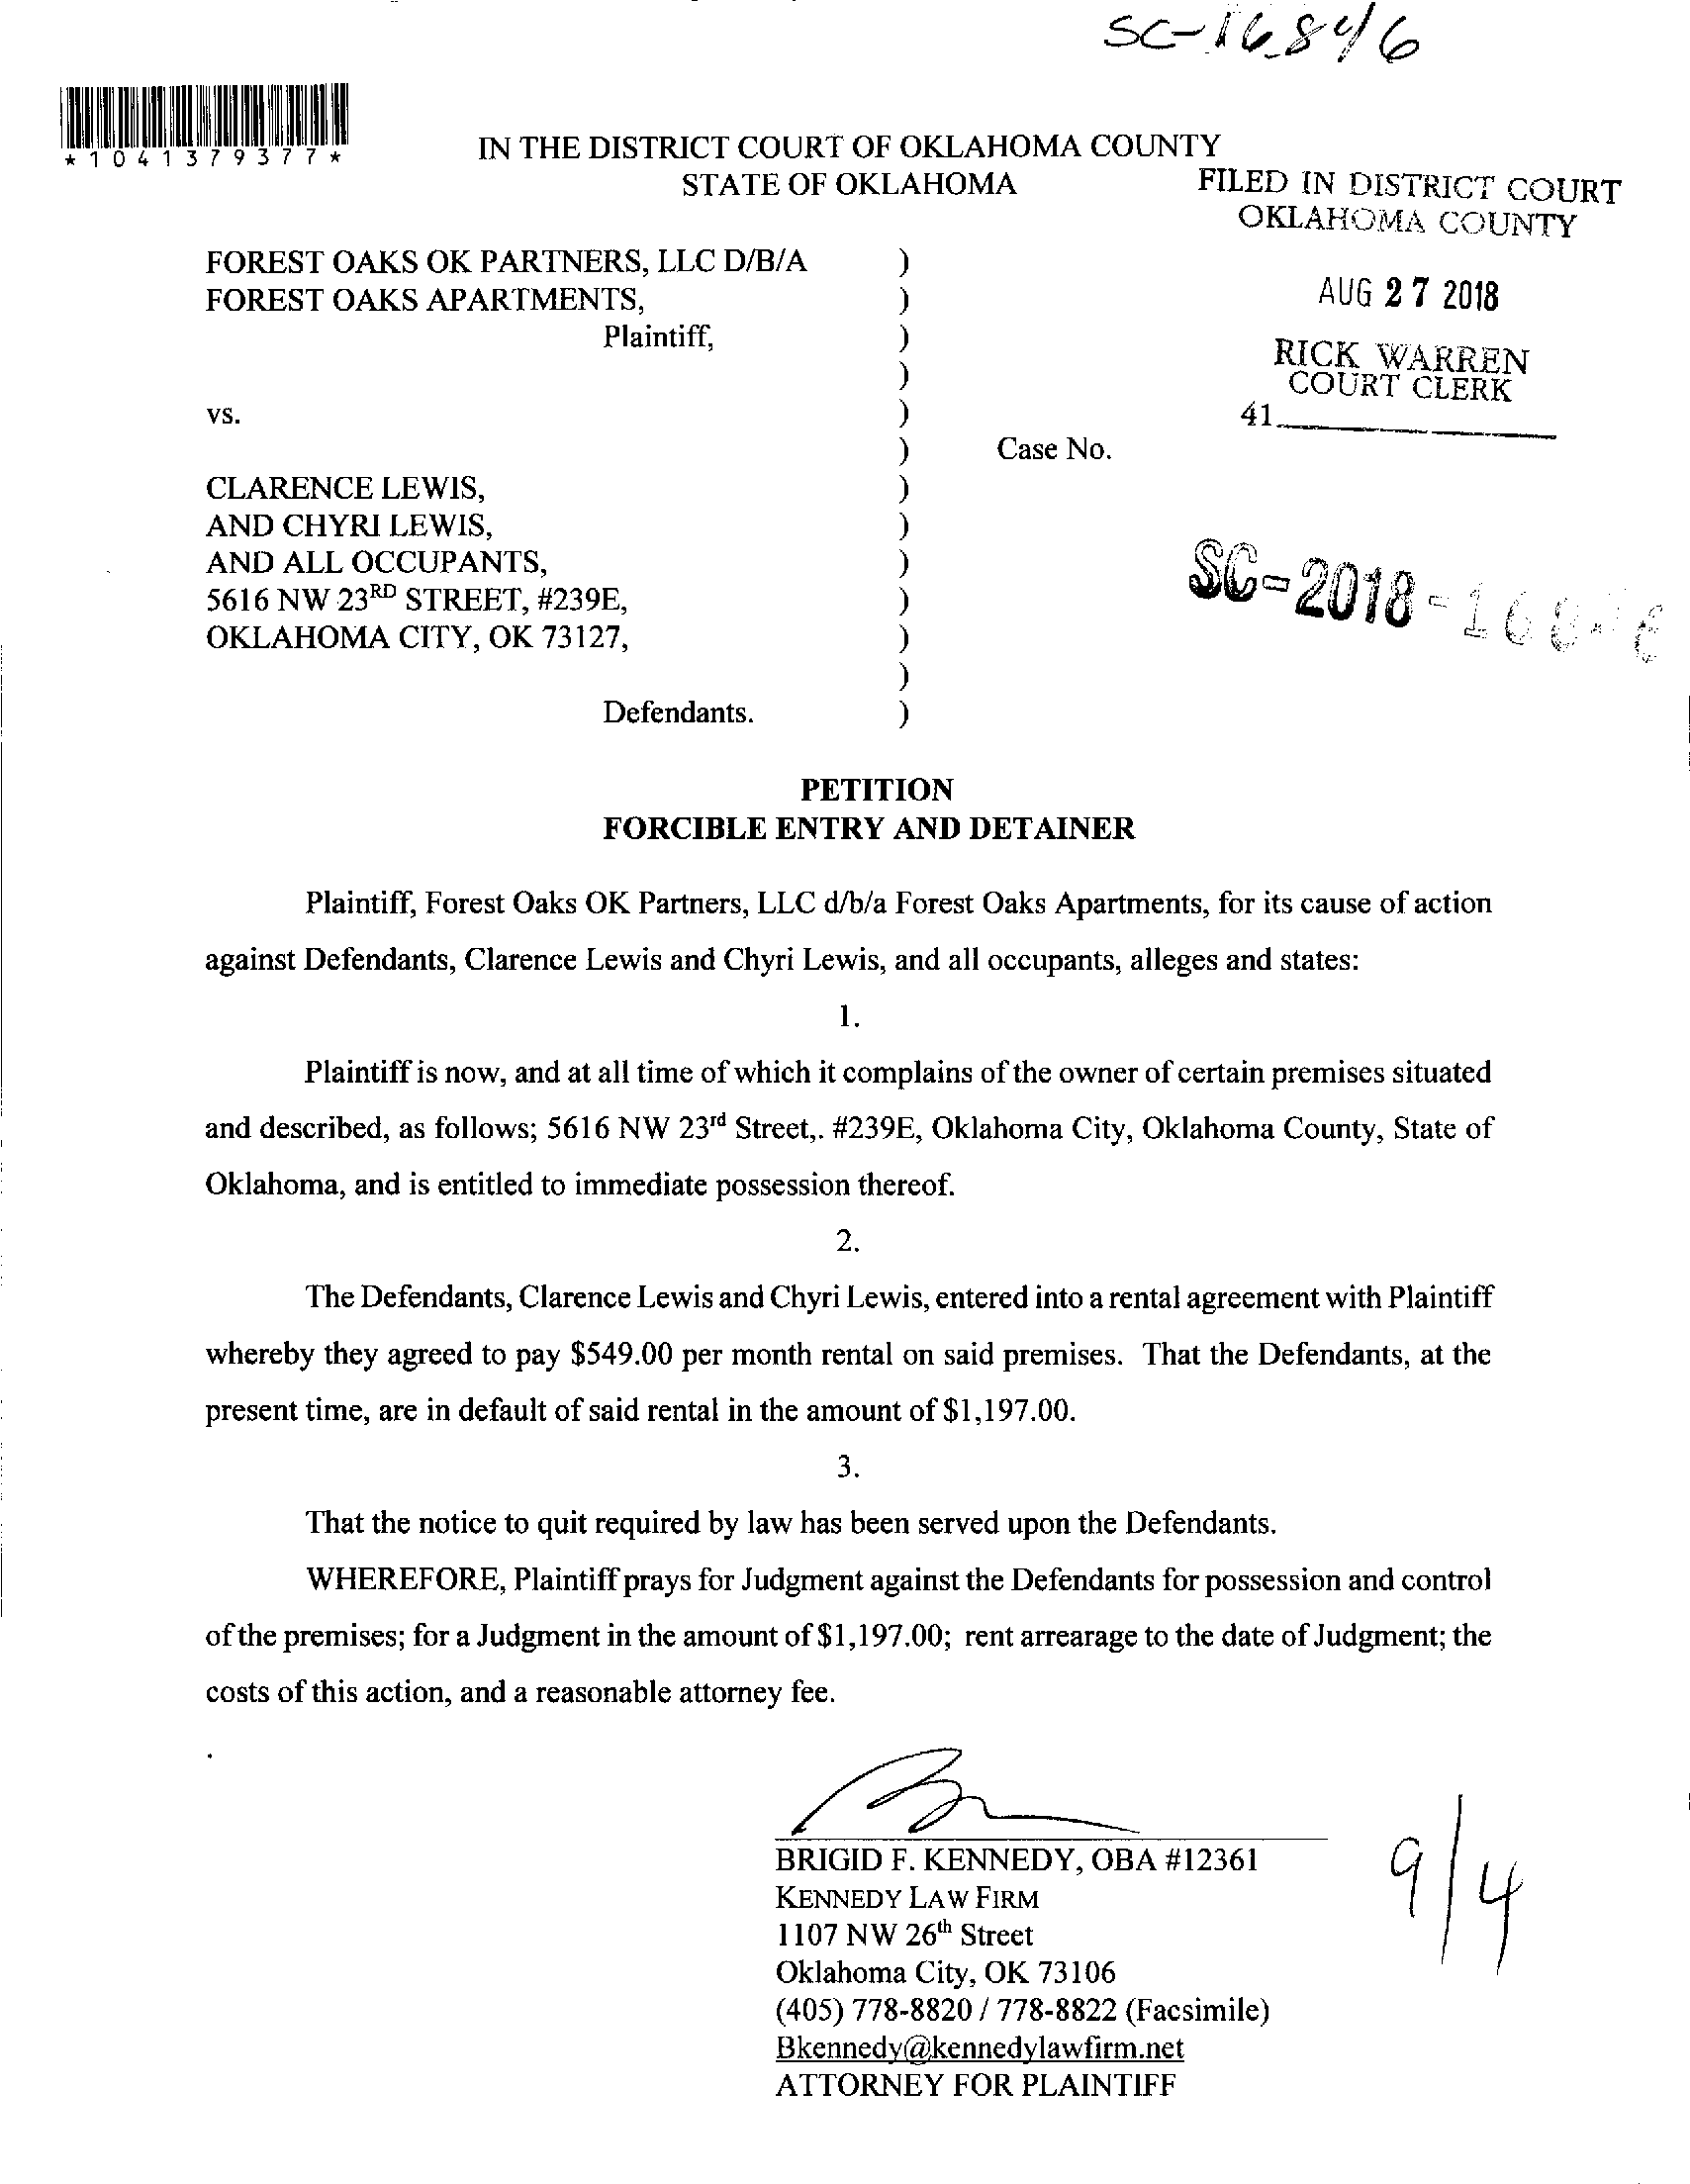 SC-16846
*1041379377*
IN THE DISTRICT COURT OF OKLAHOMA COUNTY
STATE OF OKLAHOMA
FILED IN DISTRICT COURT
OKLAHOMA COUNTY
FOREST OAKS OK PARTNERS, LLC D/B/A )
FOREST OAKS APARTMENTS, )
AUG 27 2018
Plaintiff, )
)
RICK WARREN
COURT CLERK
vs. )
41
) Case No.
CLARENCE LEWIS, )
AND CHYRI LEWIS, )
AND ALL OCCUPANTS, )
5616 NW 23RD STREET, #239E, )
SC-2018-
OKLAHOMA CITY, OK 73127, )
)
Defendants. )
PETITION
FORCIBLE ENTRY AND DETAINER
Plaintiff, Forest Oaks OK Partners, LLC d/b/a Forest Oaks Apartments, for its cause of action
against Defendants, Clarence Lewis and Chyri Lewis, and all occupants, alleges and states:
1.
Plaintiff is now, and at all time of which it complains of the owner of certain premises situated
and described, as follows; 5616 NW 23rd Street,. #239E, Oklahoma City, Oklahoma County, State of
Oklahoma, and is entitled to immediate possession thereof.
2.
The Defendants, Clarence Lewis and Chyri Lewis, entered into a rental agreement with Plaintiff
whereby they agreed to pay $549.00 per month rental on said premises. That the Defendants, at the
present time, are in default of said rental in the amount of $1,197.00.
3.
That the notice to quit required by law has been served upon the Defendants.
WHEREFORE, Plaintiff prays for Judgment against the Defendants for possession and control
of the premises; for a Judgment in the amount of $1,197.00; rent arrearage to the date of Judgment; the
costs of this action, and a reasonable attorney fee.
BRIGID F. KENNEDY, OBA #12361
KENNEDY LAW FIRM
1107 NW 26th Street
Oklahoma City, OK 73106
(405) 778-8820 / 778-8822 (Facsimile)
Bkennedy@kennedylawfirm.net
ATTORNEY FOR PLAINTIFF
9/4